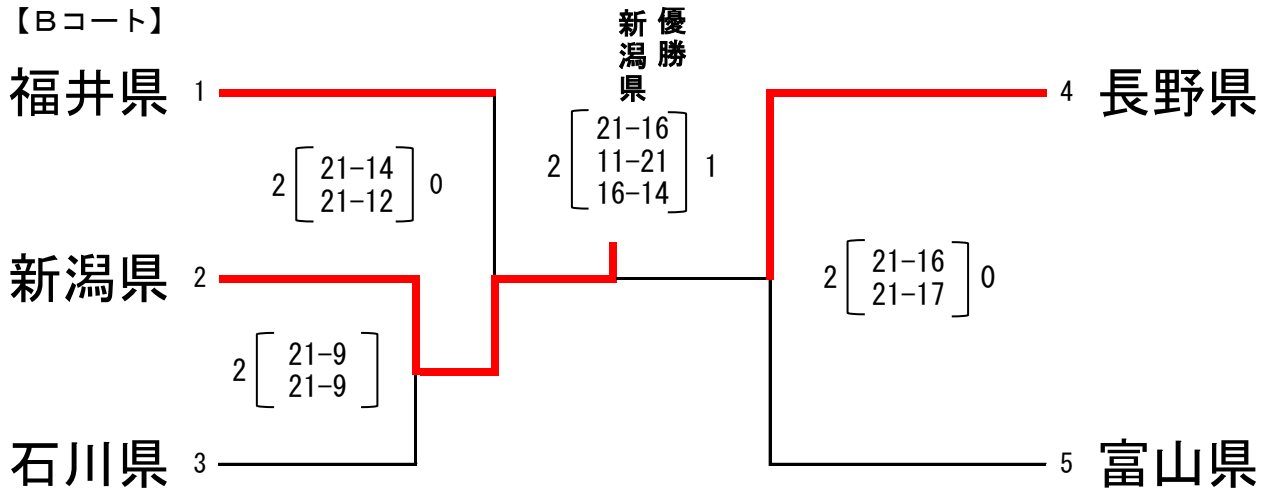 【Ｂコート】
優勝
新潟県
福井県 1
4 長野県
2 21-16 1
11-21
16-14
2 21-14 0
21-12
新潟県 2
2 21-16 0
21-17
2 21-9
21-9
石川県 3
5 富山県